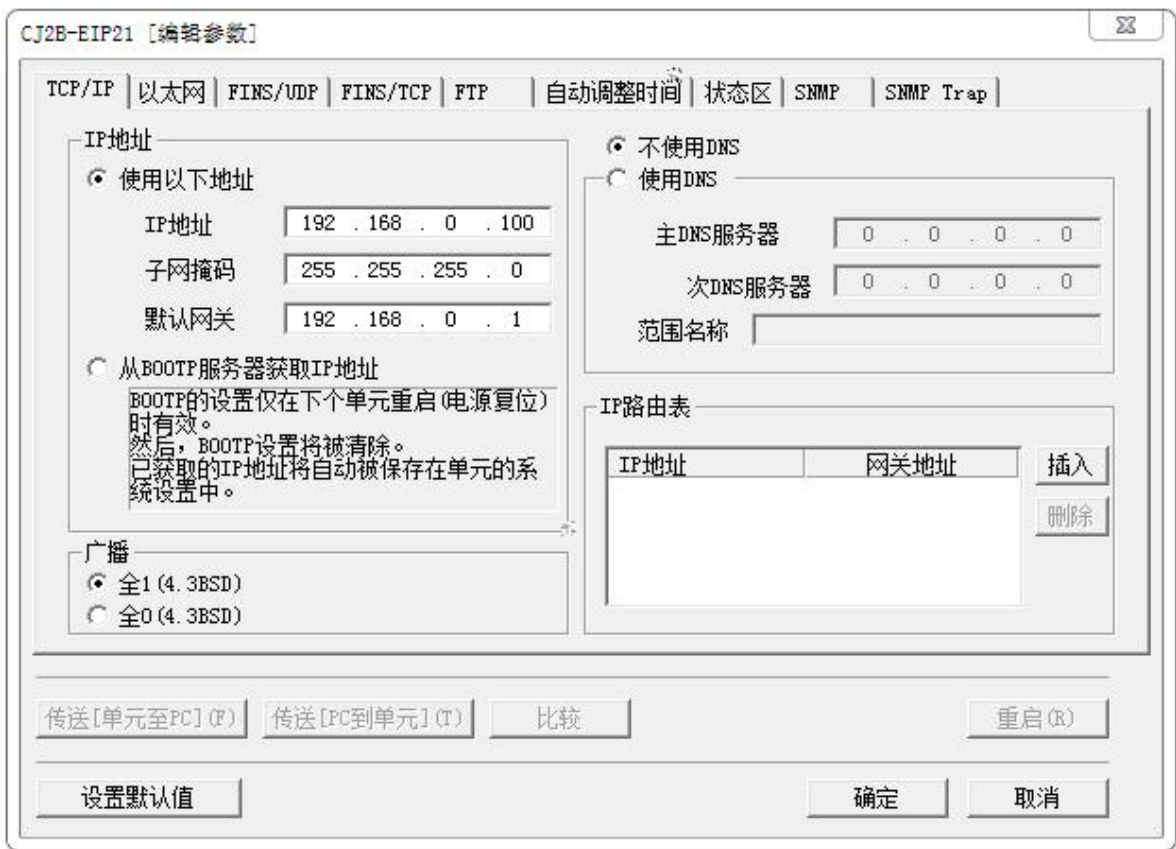 CJ2B-EIP21 [编辑参数]
TCP/IP 以太网 FINS/UDP FINS/TCP FTP 自动调整时间 状态区 SNMP SNMP Trap
IP地址
使用以下地址
IP地址 192 . 168 . 0 . 100
子网掩码 255 . 255 . 255 . 0
默认网关 192 . 168 . 0 . 1
从BOOTP服务器获取IP地址
BOOTP的设置仅在下个单元重启(电源复位)
时有效。
然后，BOOTP设置将被清除。
已获取的IP地址将自动被保存在单元的系
统设置中。
广播
全1(4.3BSD)
全0(4.3BSD)
不使用DNS
使用DNS
主DNS服务器 0 . 0 . 0 . 0
次DNS服务器 0 . 0 . 0 . 0
范围名称
IP路由表
IP地址 网关地址
插入
删除
传送[单元至PC](F) 传送[PC到单元](T) 比较 重启(R)
设置默认值 确定 取消